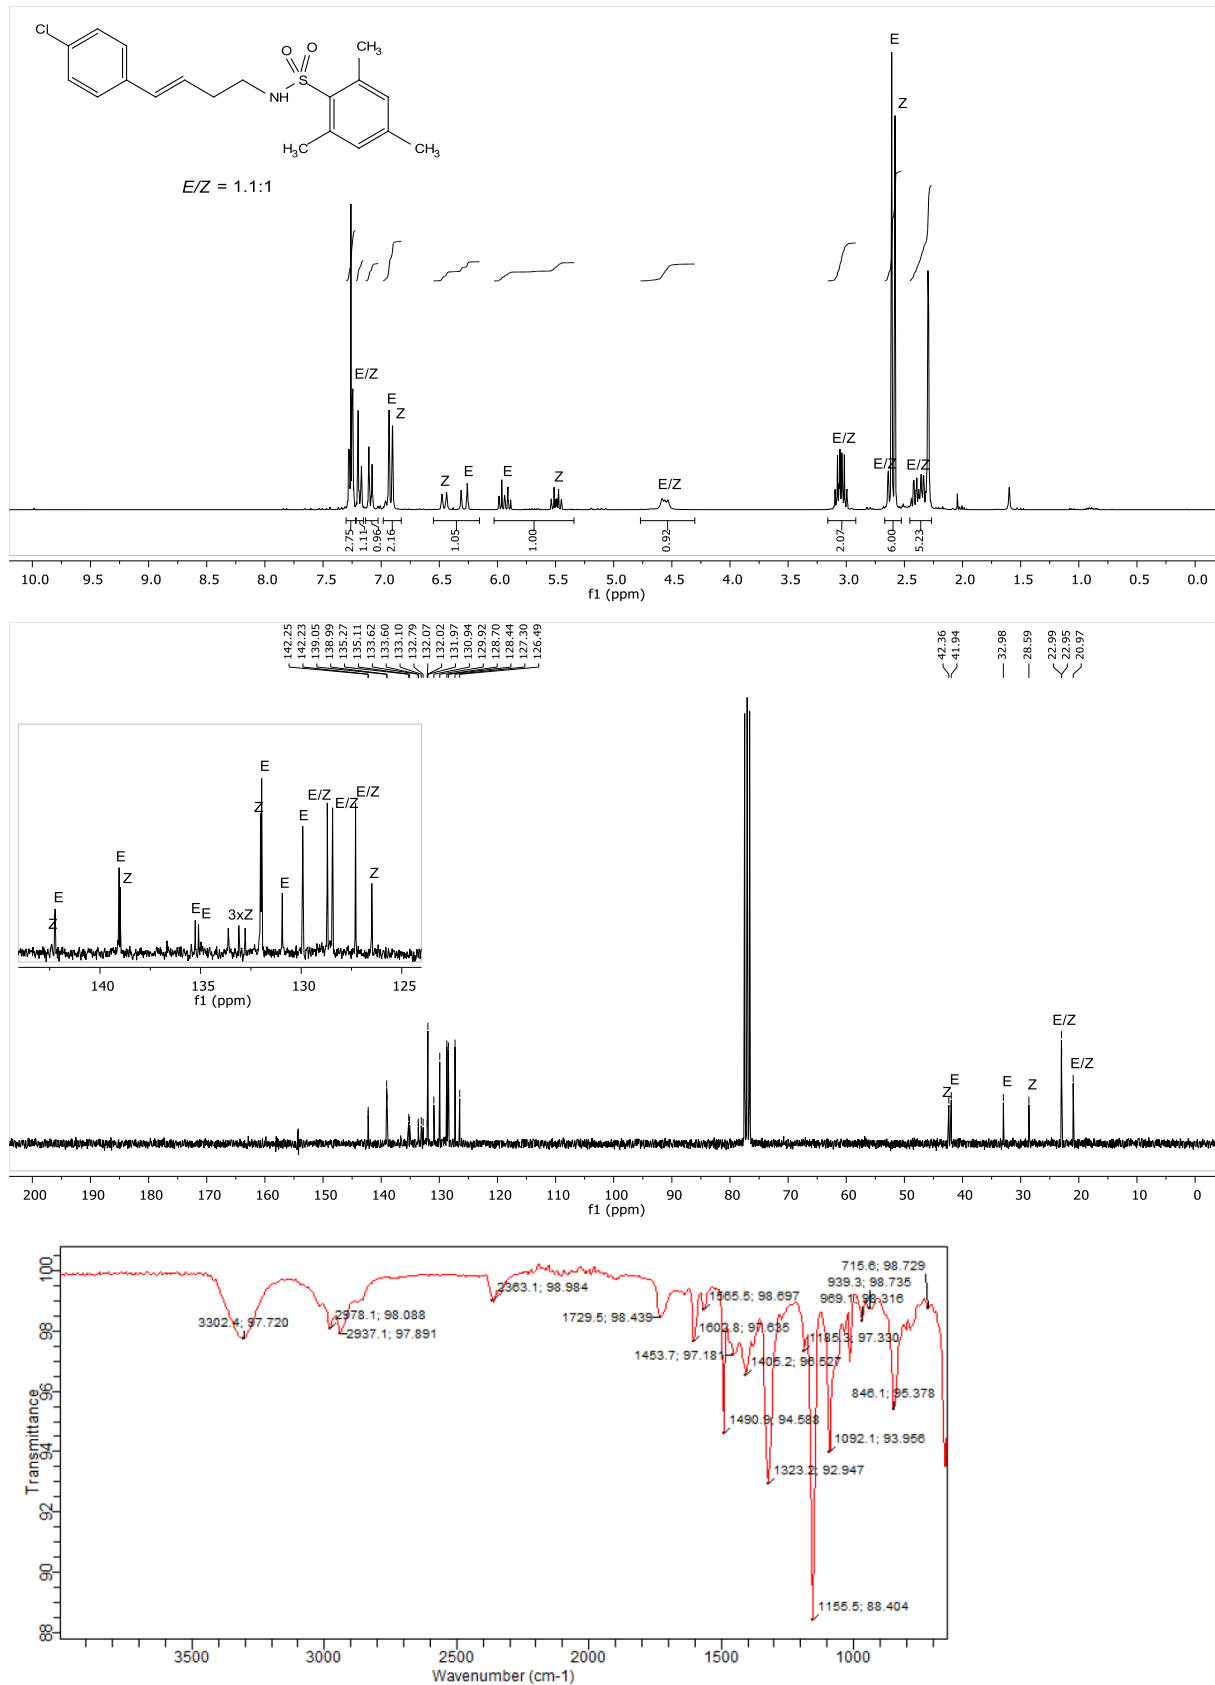 Cl
O
O
S
NH
CH3
H3C
CH3
E/Z = 1.1:1
E
Z
E/Z
E
Z
Z
E
E
Z
E/Z
E/Z
E/Z
E/Z
2.75
1.11
0.96
2.16
1.05
1.00
0.92
2.07
6.00
5.23
10.0 9.5 9.0 8.5 8.0 7.5 7.0 6.5 6.0 5.5 5.0 4.5 4.0 3.5 3.0 2.5 2.0 1.5 1.0 0.5 0.0
f1 (ppm)
142.25
142.23
139.05
138.99
135.27
135.11
133.62
133.60
133.10
132.79
132.07
132.02
131.97
130.94
129.92
128.70
128.44
127.30
126.49
42.36
41.94
32.98
28.59
22.99
22.95
20.97
Z
E
E
Z
E
E
3xZ
Z
E
E
E
E/Z
E/Z
E/Z
Z
140 135 130 125
f1 (ppm)
Z
E
E
Z
E/Z
E/Z
200 190 180 170 160 150 140 130 120 110 100 90 80 70 60 50 40 30 20 10 0
f1 (ppm)
Transmittance
100
98
96
94
92
90
88
3302.4; 97.720
2978.1; 98.088
2937.1; 97.891
2363.1; 98.984
1729.5; 98.439
1565.5; 98.697
1602.8; 97.635
1453.7; 97.181
1405.2; 96.527
1490.9; 94.588
1323.2; 92.947
1155.5; 88.404
1185.3; 97.330
1092.1; 93.956
846.1; 95.378
715.6; 98.729
939.3; 98.735
969.1; 98.316
3500 3000 2500 2000 1500 1000
Wavenumber (cm-1)